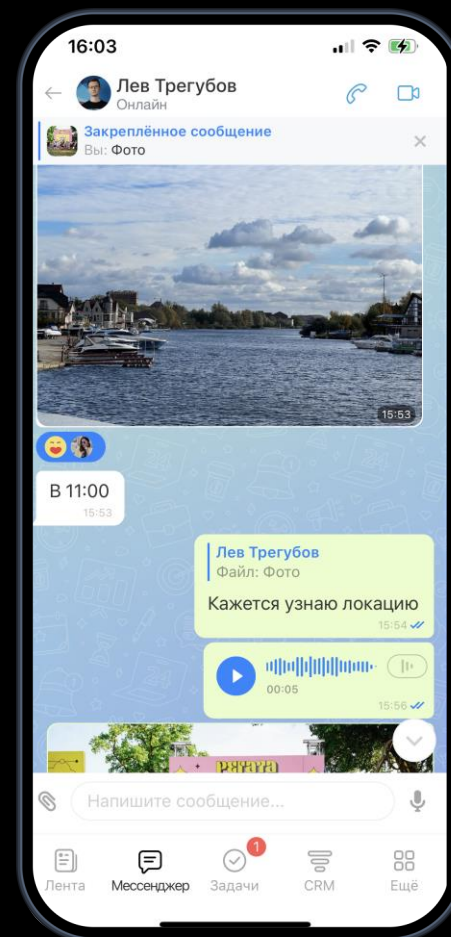 16:03
Лев Трегубов
Онлайн
Закреплённое сообщение
Вы: Фото
15:53
В 11:00
15:53
Лев Трегубов
Файл: Фото
Кажется узнаю локацию
15:54
00:05
15:56
Регата
Напишите сообщение...
1
Лента
Мессенджер
Задачи
CRM
Ещё